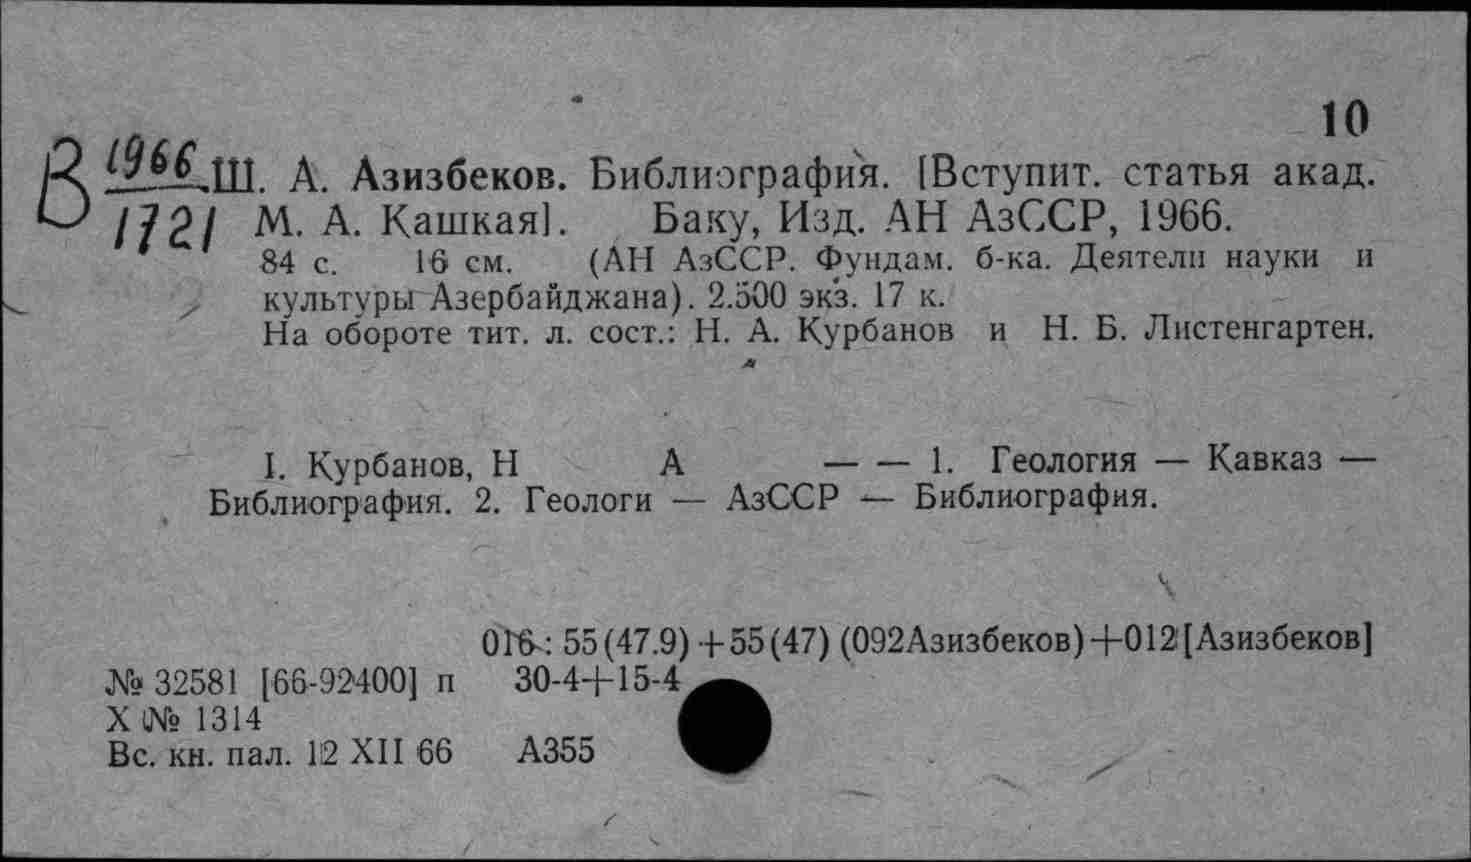 10
В 1966
1721
Ш. А. Азизбеков. Библиография. [Вступит. статья акад.
М. А. Кашкая]. Баку, Изд. АН АзССР, 1966.
84 с. 16 см. (АН АзССР. Фундам. б-ка. Деятели науки и
культуры Азербайджана). 2.500 экз. 17 к.
На обороте тит. л. сост.: Н. А. Курбанов и Н. Б. Листенгартен.
I. Курбанов, Н А — — 1. Геология — Кавказ —
Библиография. 2. Геологи — АзССР — Библиография.
016 : 55 (47.9) + 55 (47) (092Азизбеков)+012 [Азизбеков]
№ 32581 [66-92400] п 30-4+15-4
X № 1314
Вс. кн. пал. 12 XII 66 А355